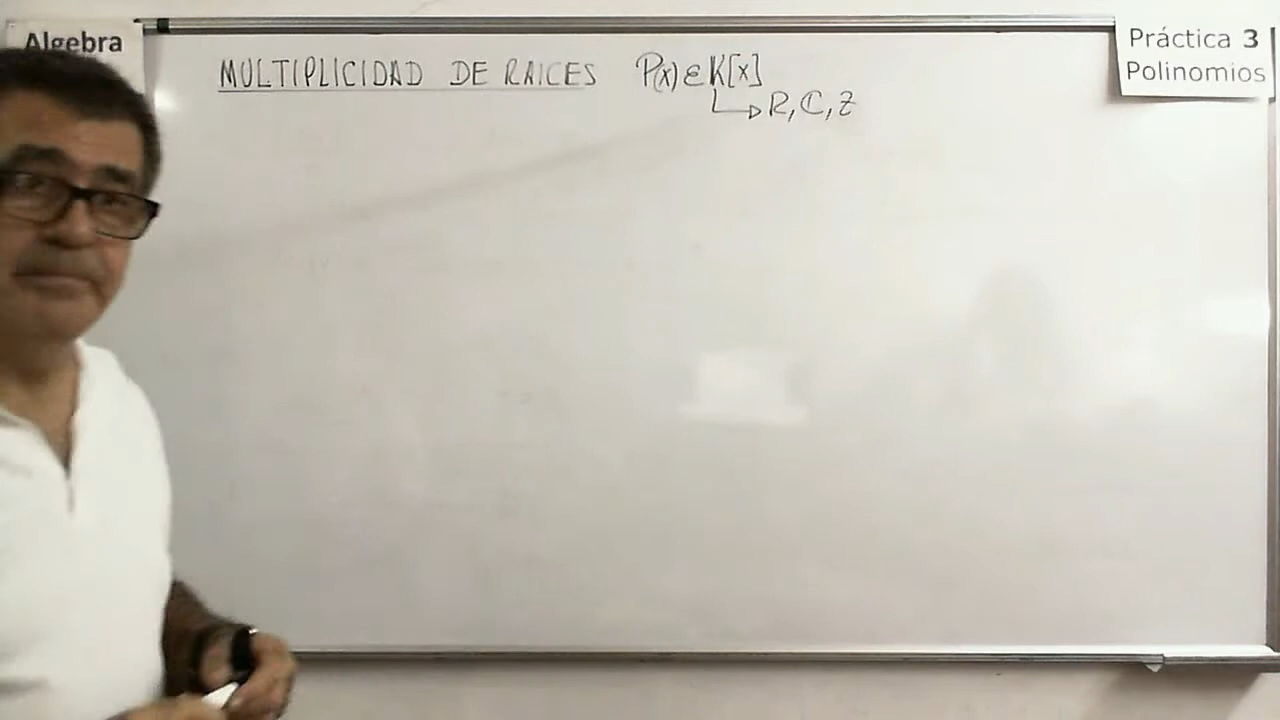 Algebra
Práctica 3
Polinomios
MULTIPLICIDAD DE RAICES P(x) ∈ K[x]
↳ R, C, Z